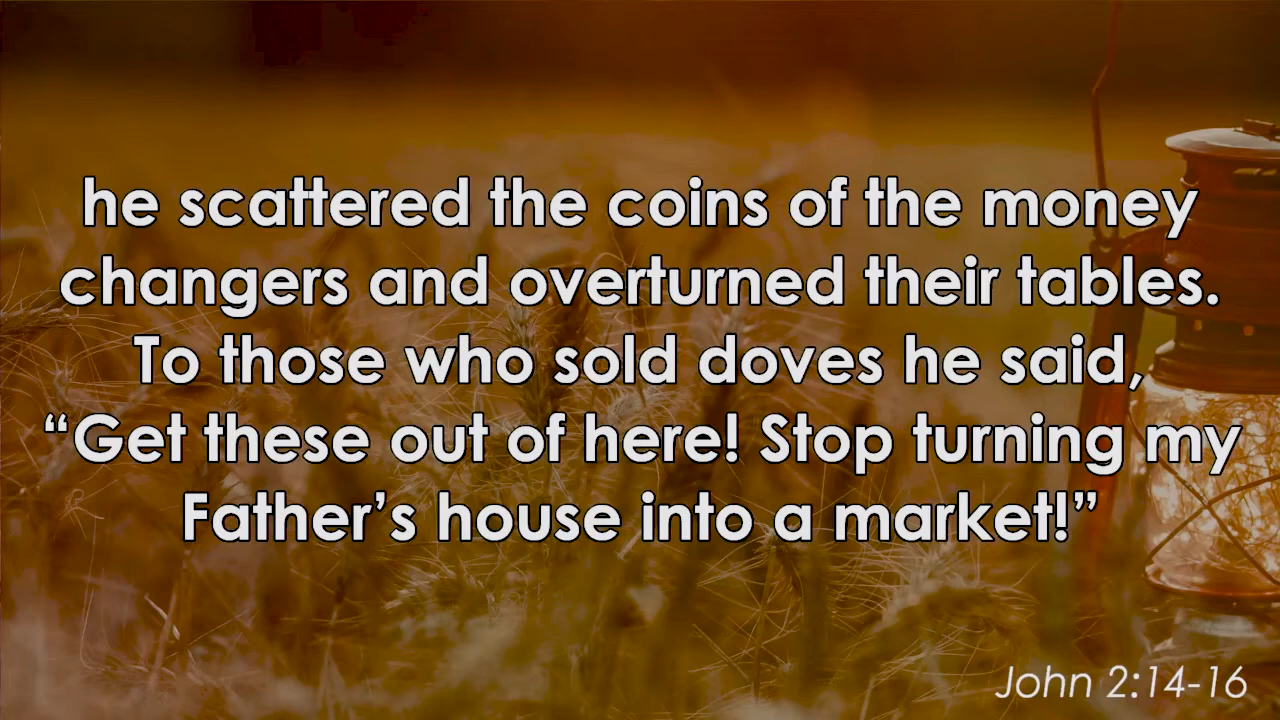 he scattered the coins of the money
changers and overturned their tables.
To those who sold doves he said,
“Get these out of here! Stop turning my
Father’s house into a market!”
John 2:14-16